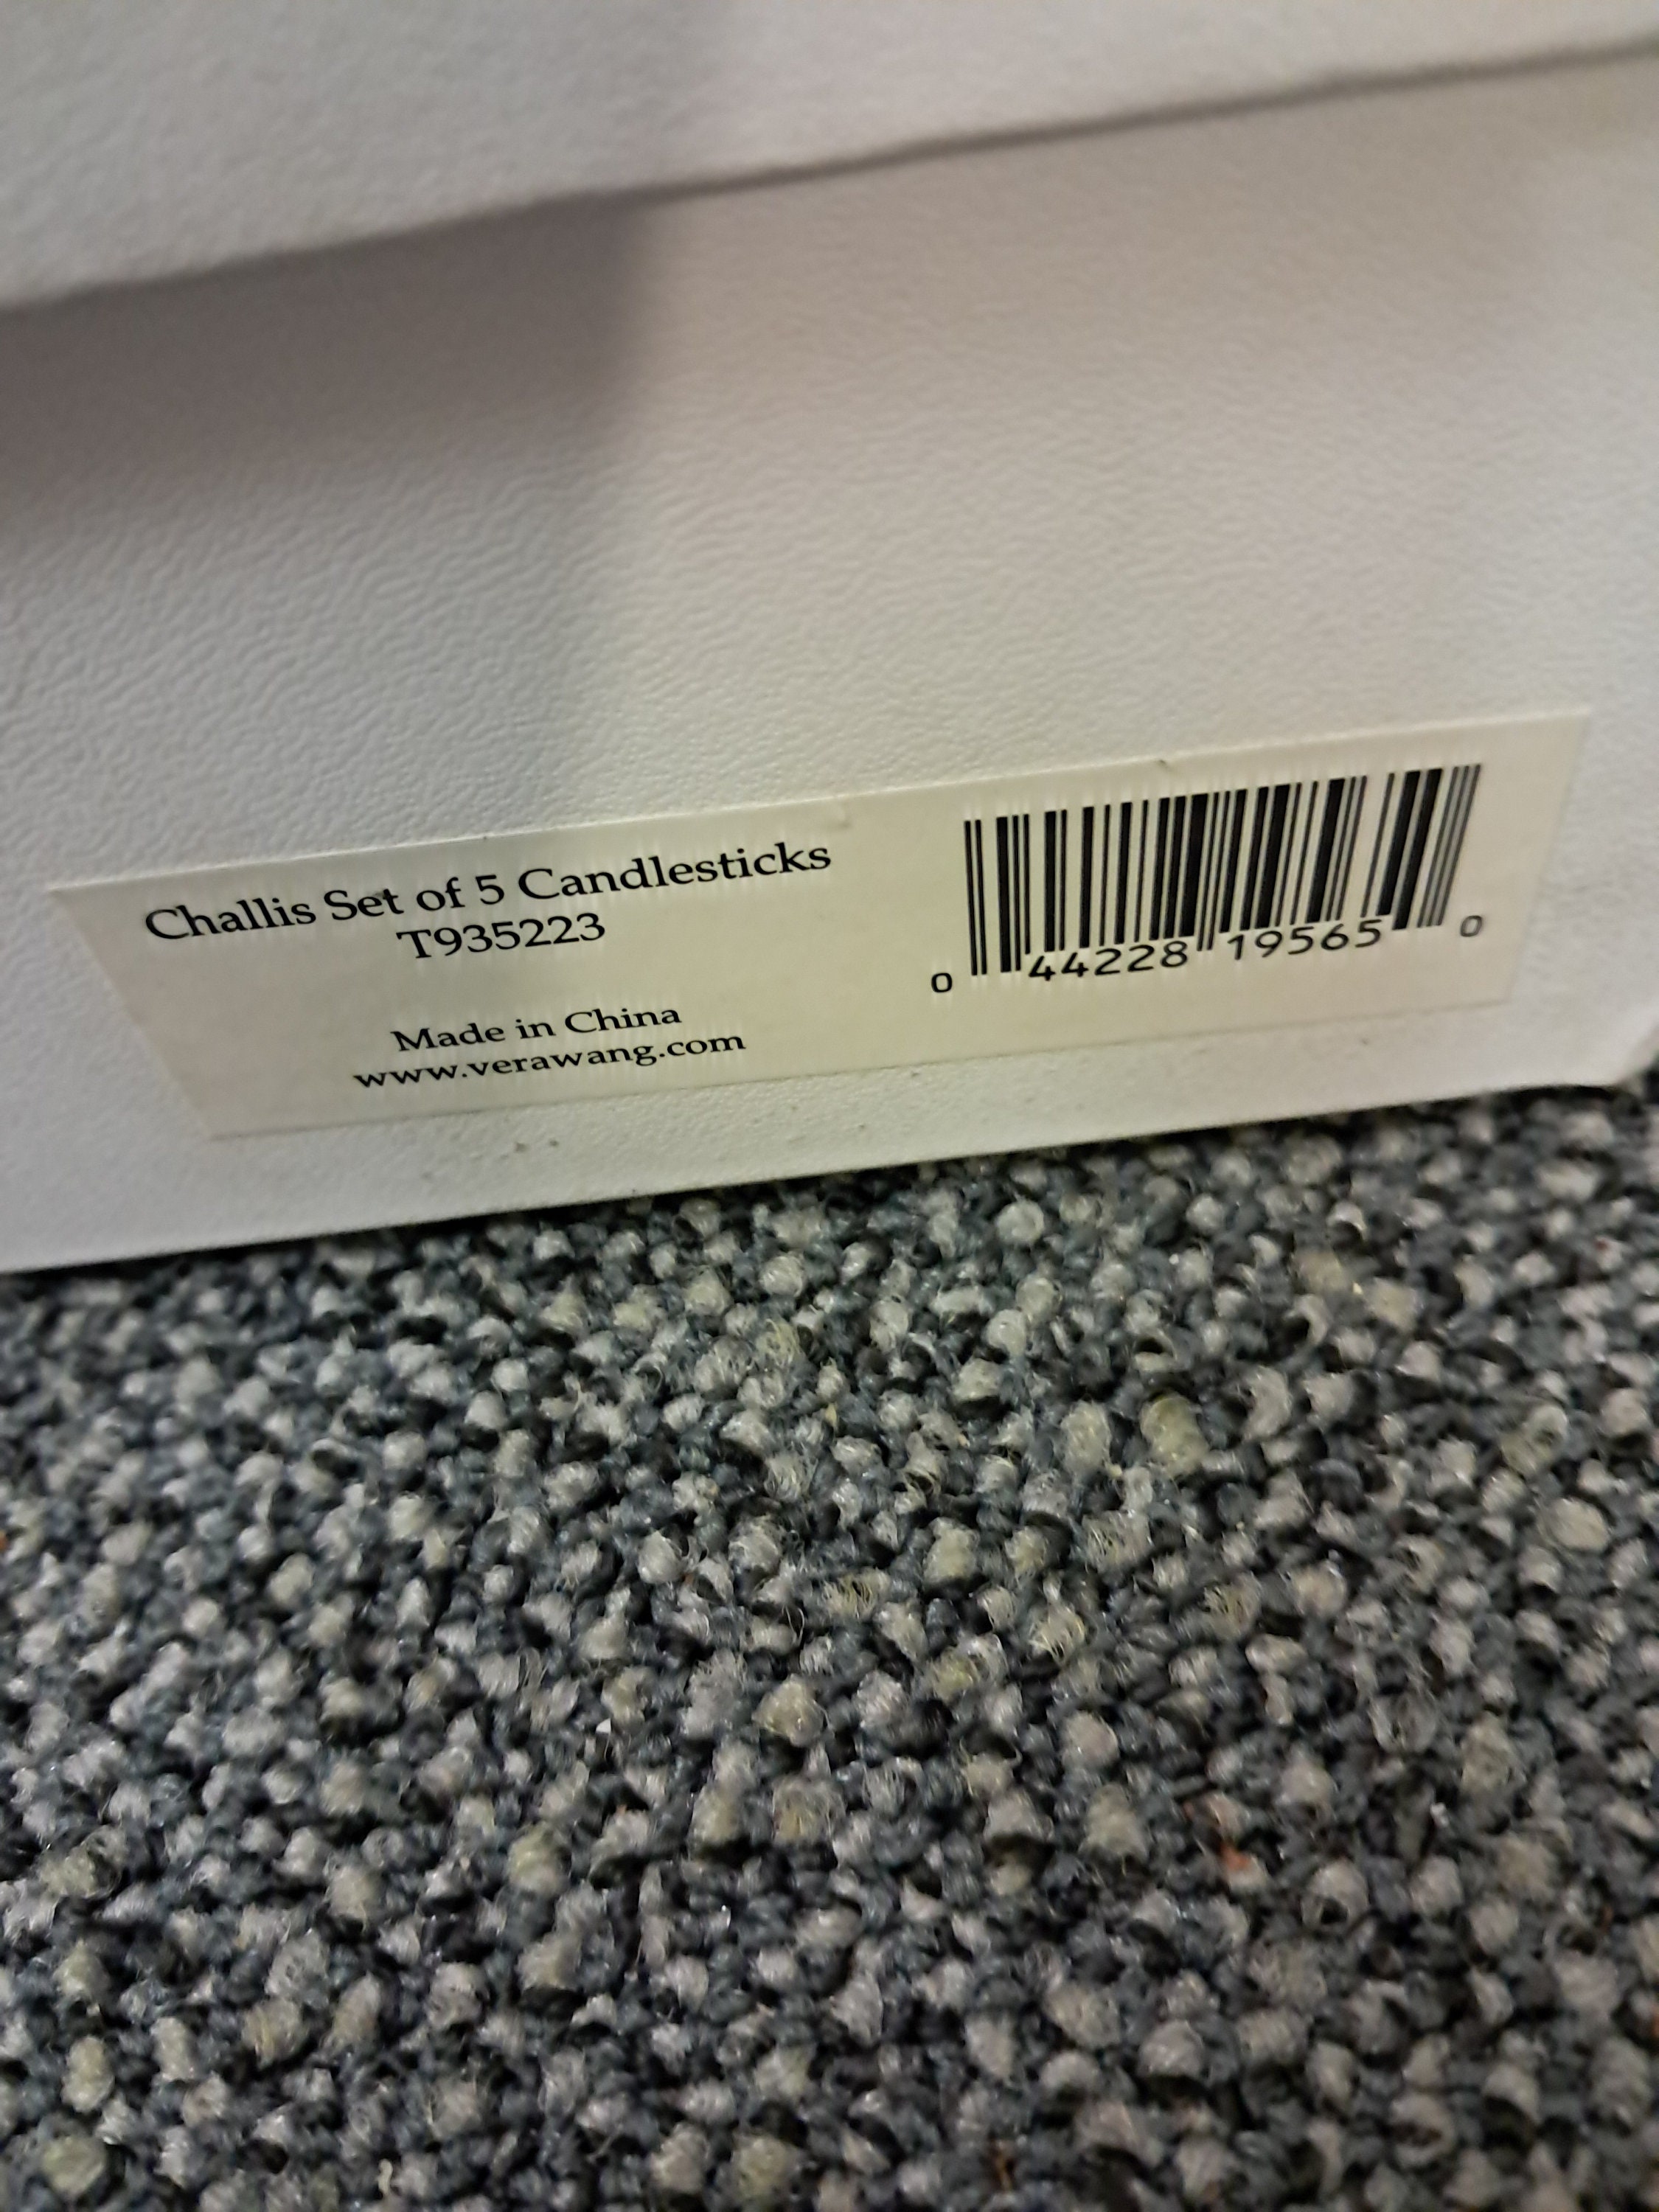 Challis Set of 5 Candlesticks
T935223
Made in China
www.verawang.com
0 44228 19565 0